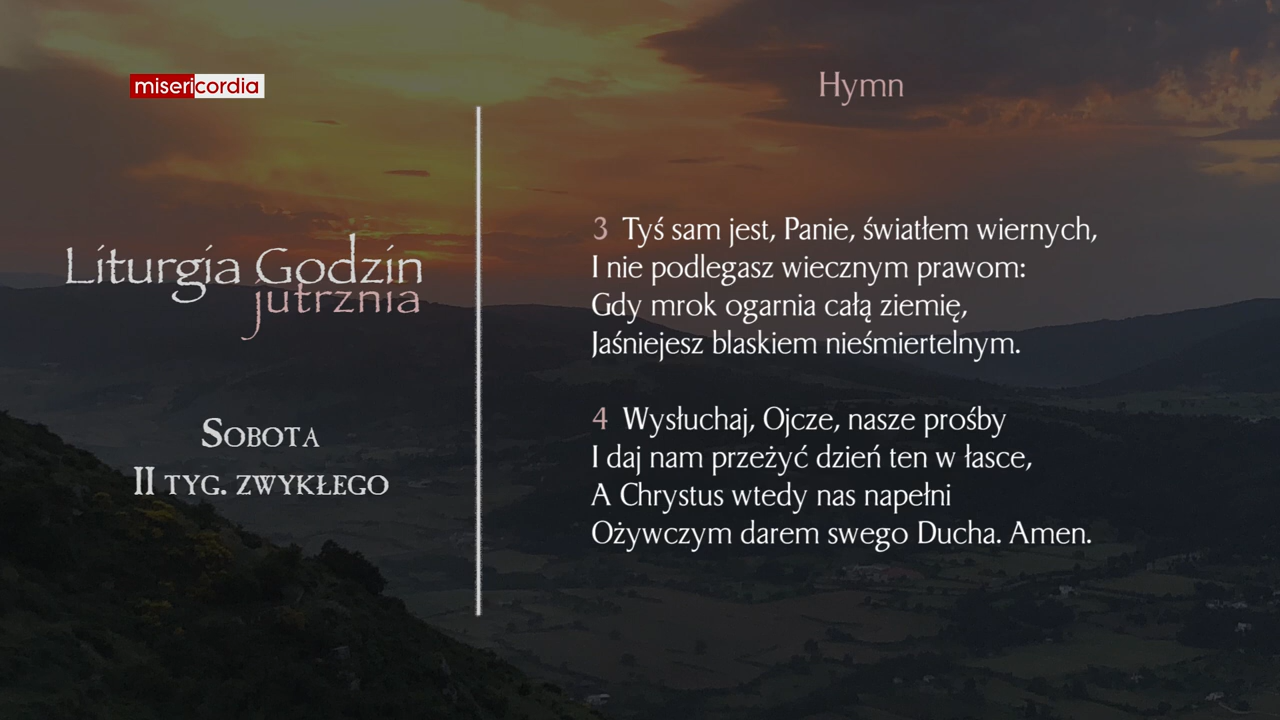 misericordia
Liturgia Godzin
jutrznia
Sobota
II tyg. zwykłego
Hymn
3 Tyś sam jest, Panie, światłem wiernych,
I nie podlegasz wiecznym prawom:
Gdy mrok ogarnia całą ziemię,
Jaśniejesz blaskiem nieśmiertelnym.
4 Wysłuchaj, Ojcze, nasze prośby
I daj nam przeżyć dzień ten w łasce,
A Chrystus wtedy nas napełni
Ożywczym darem swego Ducha. Amen.